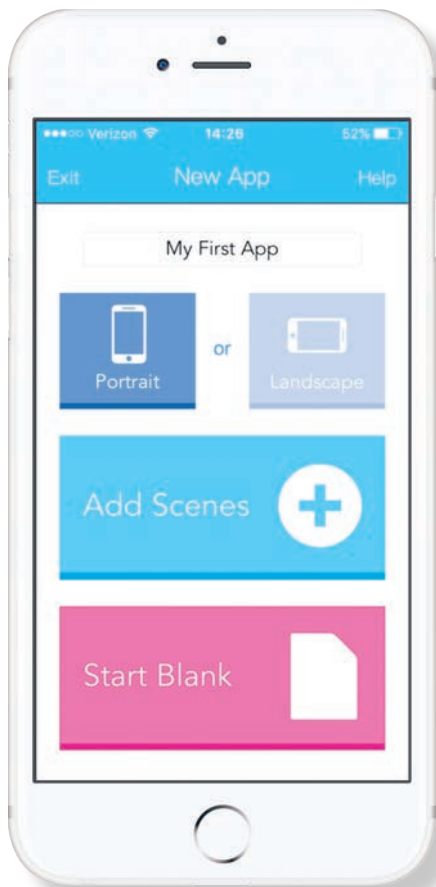 Verizon 14:26 52%
Exit New App Help
My First App
Portrait or Landscape
Add Scenes
Start Blank